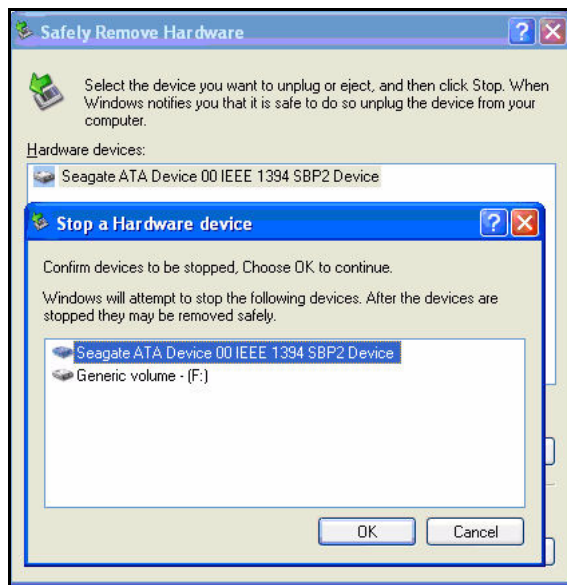 Safely Remove Hardware
Select the device you want to unplug or eject, and then click Stop. When
Windows notifies you that it is safe to do so unplug the device from your
computer.
Hardware devices:
Seagate ATA Device 00 IEEE 1394 SBP2 Device
Stop a Hardware device
Confirm devices to be stopped, Choose OK to continue.
Windows will attempt to stop the following devices. After the devices are
stopped they may be removed safely.
Seagate ATA Device 00 IEEE 1394 SBP2 Device
Generic volume - (F:)
OK Cancel